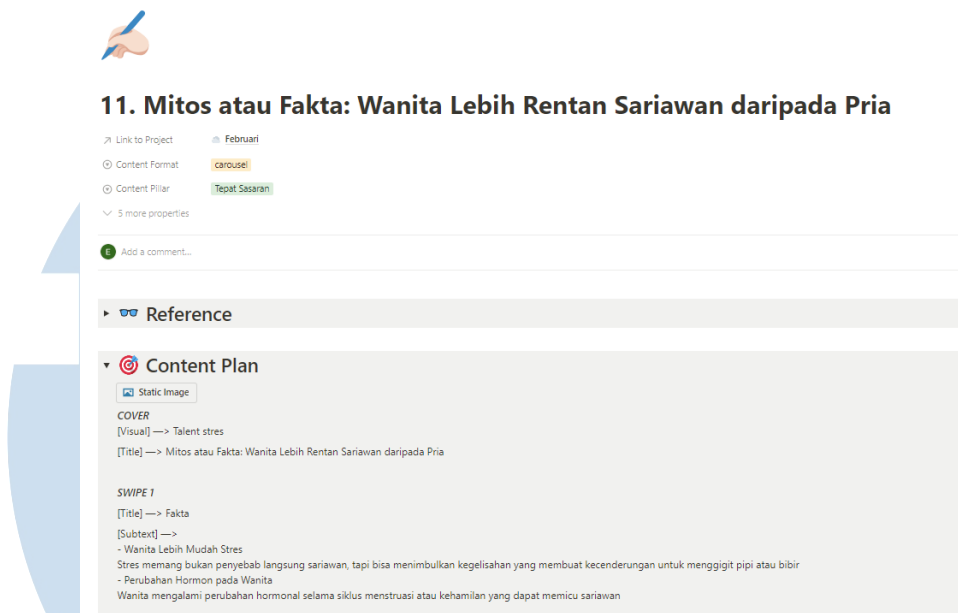 11. Mitos atau Fakta: Wanita Lebih Rentan Sariawan daripada Pria
Link to Project Februari
Content Format carousel
Content Pillar Tepat Sasaran
5 more properties
E Add a comment...
Reference
Content Plan
Static Image
COVER
[Visual] —> Talent stres
[Title] —> Mitos atau Fakta: Wanita Lebih Rentan Sariawan daripada Pria
SWIPE 1
[Title] —> Fakta
[Subtext] —>
- Wanita Lebih Mudah Stres
Stres memang bukan penyebab langsung sariawan, tapi bisa menimbulkan kegelisahan yang membuat kecenderungan untuk menggigit pipi atau bibir
- Perubahan Hormon pada Wanita
Wanita mengalami perubahan hormonal selama siklus menstruasi atau kehamilan yang dapat memicu sariawan